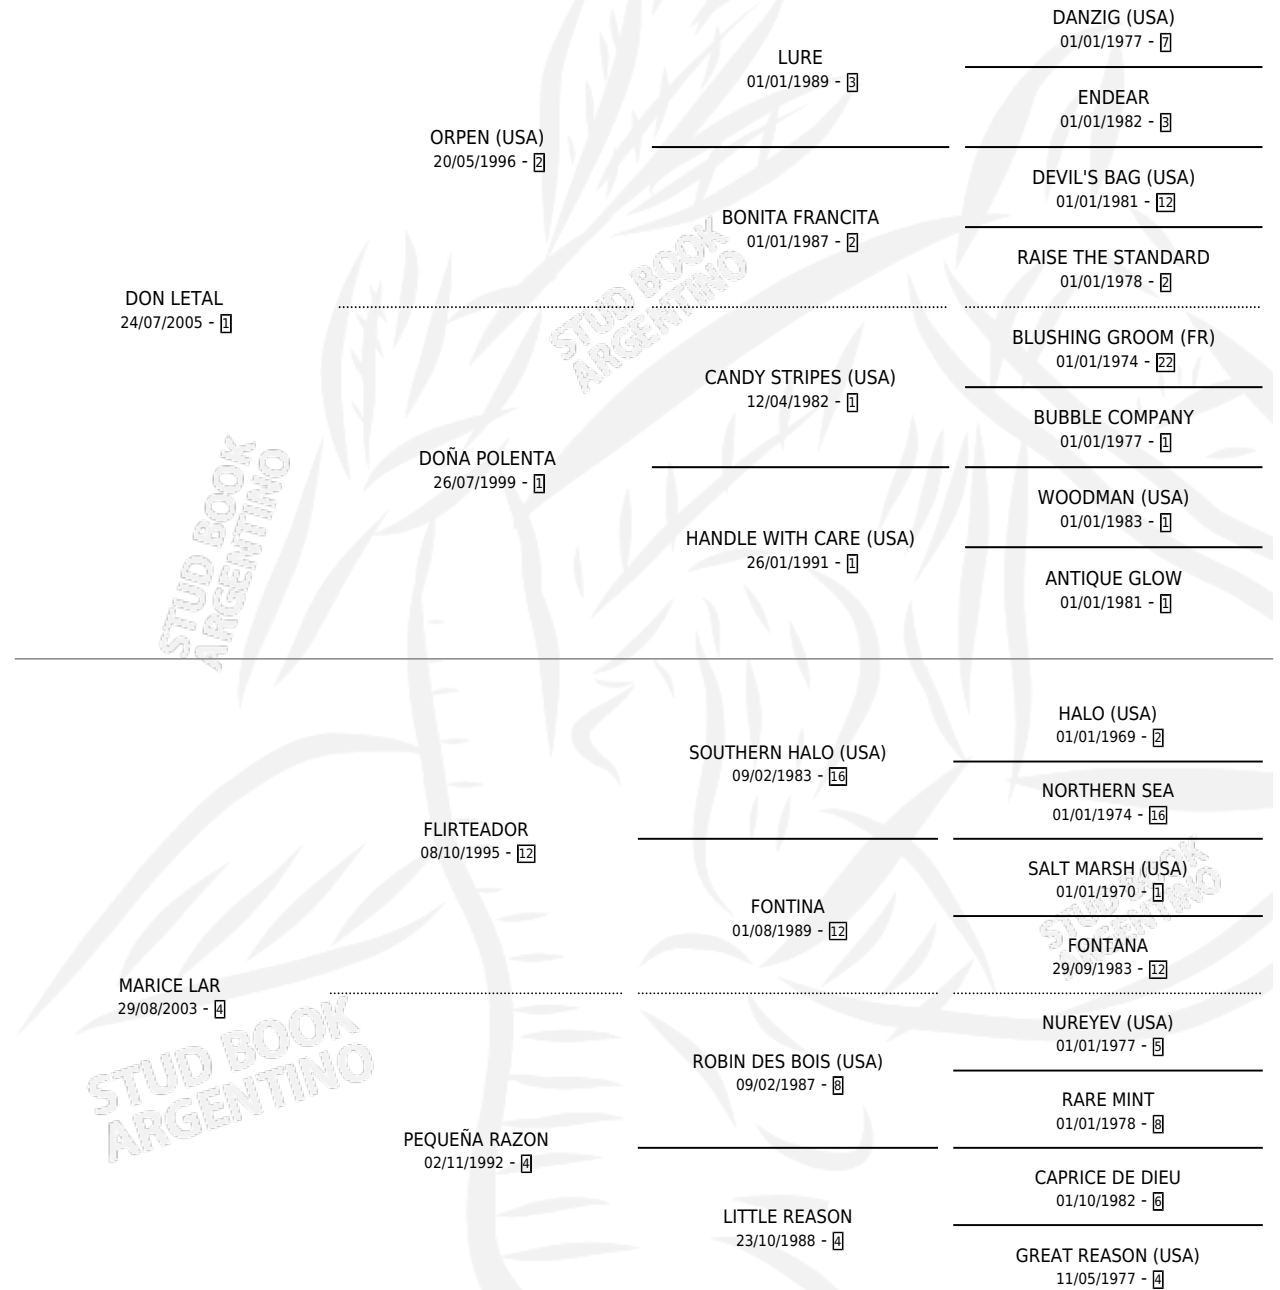 DANZIG (USA)
01/01/1977 - 7
LURE
01/01/1989 - 3
ENDEAR
01/01/1982 - 3
ORPEN (USA)
20/05/1996 - 2
DEVIL'S BAG (USA)
01/01/1981 - 12
BONITA FRANCITA
01/01/1987 - 2
RAISE THE STANDARD
01/01/1978 - 2
DON LETAL
24/07/2005 - 1
BLUSHING GROOM (FR)
01/01/1974 - 22
CANDY STRIPES (USA)
12/04/1982 - 1
BUBBLE COMPANY
01/01/1977 - 1
DOÑA POLENTA
26/07/1999 - 1
WOODMAN (USA)
01/01/1983 - 1
HANDLE WITH CARE (USA)
26/01/1991 - 1
ANTIQUE GLOW
01/01/1981 - 1
HALO (USA)
01/01/1969 - 2
SOUTHERN HALO (USA)
09/02/1983 - 16
NORTHERN SEA
01/01/1974 - 16
FLIRTEADOR
08/10/1995 - 12
SALT MARSH (USA)
01/01/1970 - 1
FONTINA
01/08/1989 - 12
FONTANA
29/09/1983 - 12
MARICE LAR
29/08/2003 - 4
NUREYEV (USA)
01/01/1977 - 5
ROBIN DES BOIS (USA)
09/02/1987 - 8
RARE MINT
01/01/1978 - 8
PEQUEÑA RAZON
02/11/1992 - 4
CAPRICE DE DIEU
01/10/1982 - 6
LITTLE REASON
23/10/1988 - 4
GREAT REASON (USA)
11/05/1977 - 4
STUD BOOK
ARGENTINO
STUD BOOK
ARGENTINO
STUD BOOK
ARGENTINO
STUD BOOK
ARGENTINO